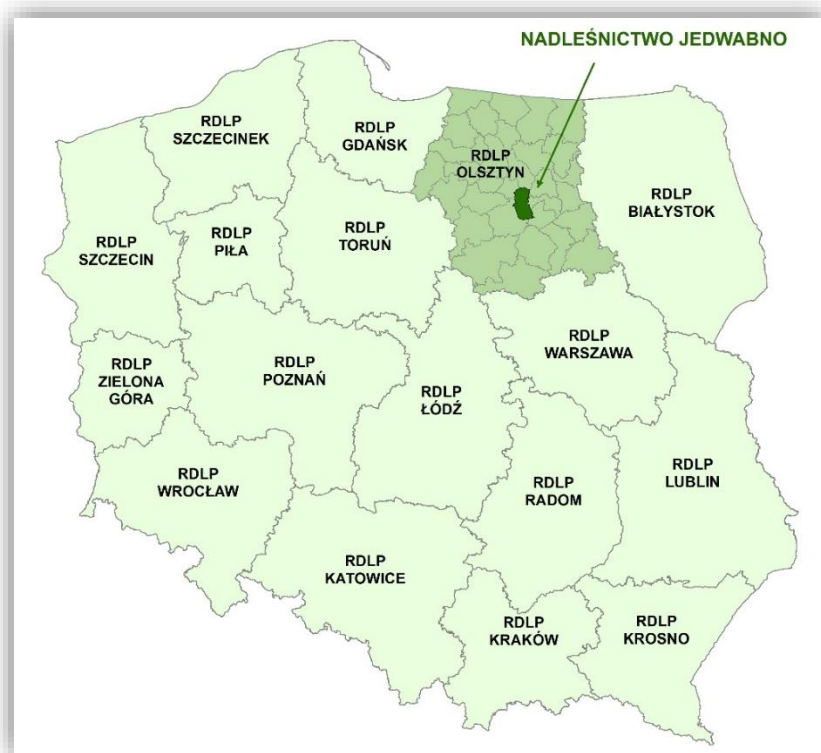 NADLEŚNICTWO JEDWABNO
RDLP
SZCZECINEK
RDLP
GDAŃSK
RDLP
OLSZTYN
RDLP
BIAŁYSTOK
RDLP
SZCZECIN
RDLP
PIŁA
RDLP
TORUŃ
RDLP
WARSZAWA
RDLP
ZIELONA
GÓRA
RDLP
POZNAŃ
RDLP
ŁÓDŹ
RDLP
WROCŁAW
RDLP
RADOM
RDLP
LUBLIN
RDLP
KATOWICE
RDLP
KRAKÓW
RDLP
KROSNO